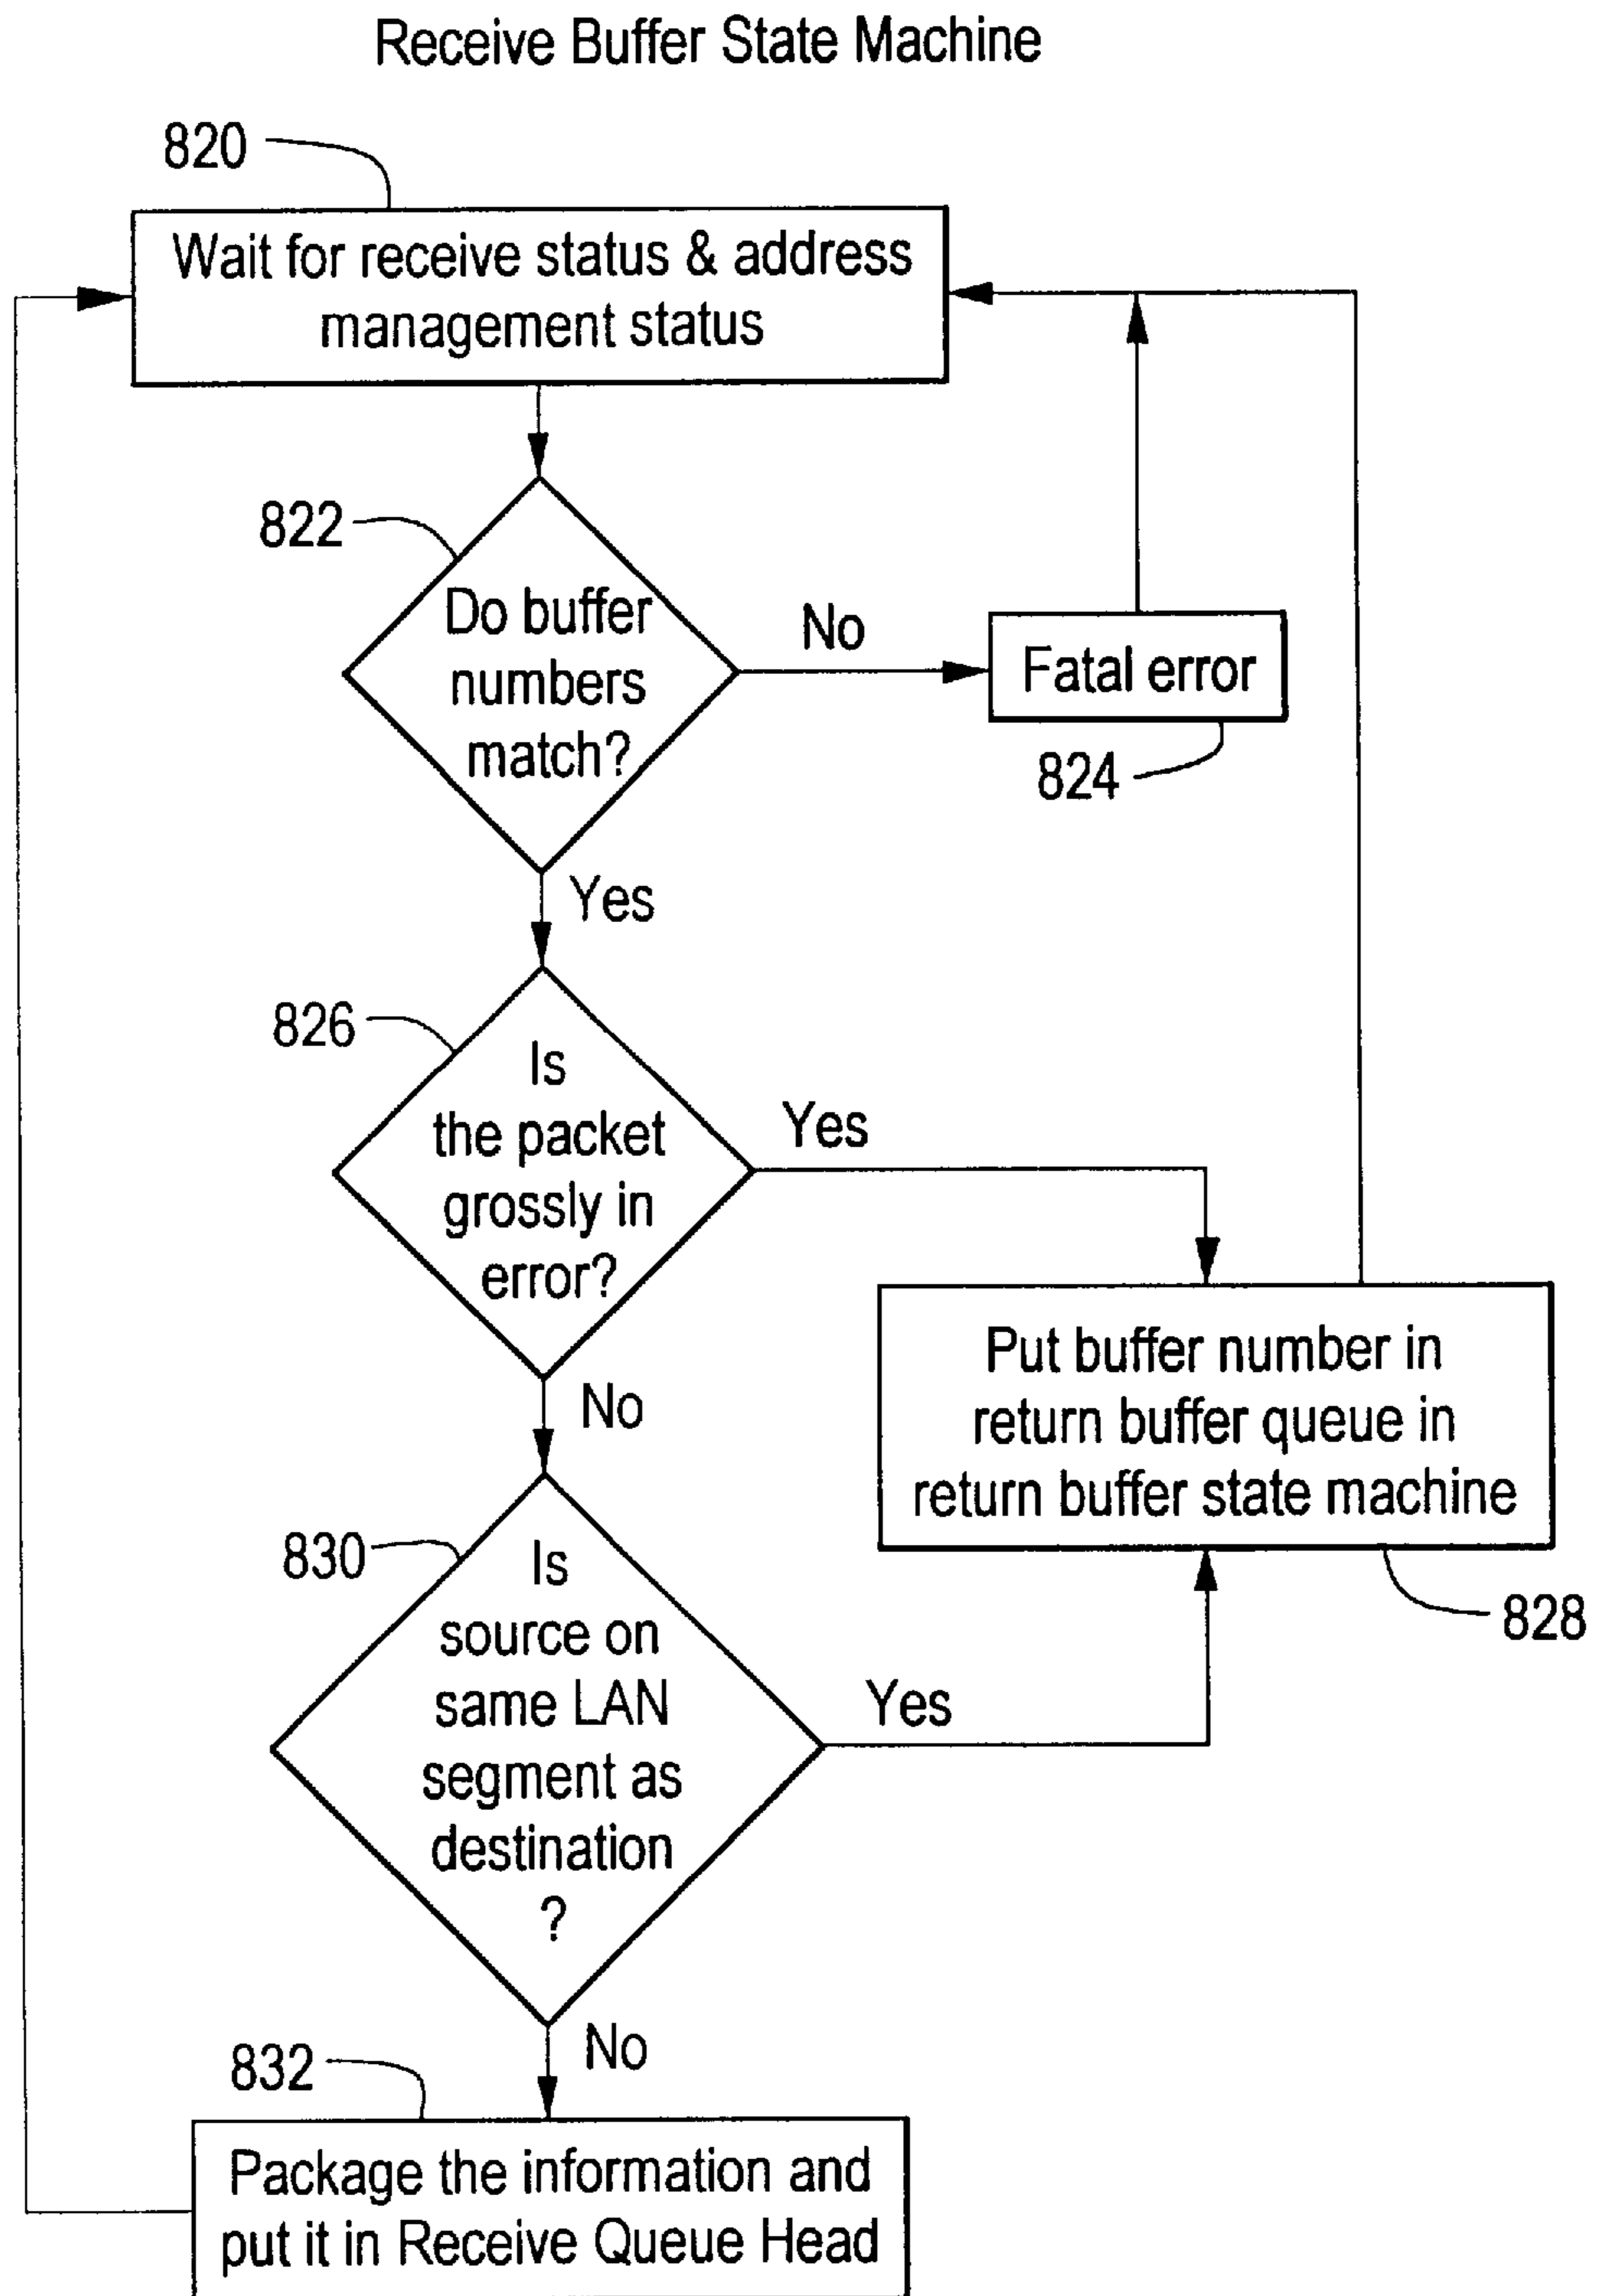 Receive Buffer State Machine
820
Wait for receive status & address
management status
822
Do buffer
numbers
match?
No
Fatal error
824
Yes
826
Is
the packet
grossly in
error?
Yes
No
Put buffer number in
return buffer queue in
return buffer state machine
828
830
Is
source on
same LAN
segment as
destination
?
Yes
No
832
Package the information and
put it in Receive Queue Head